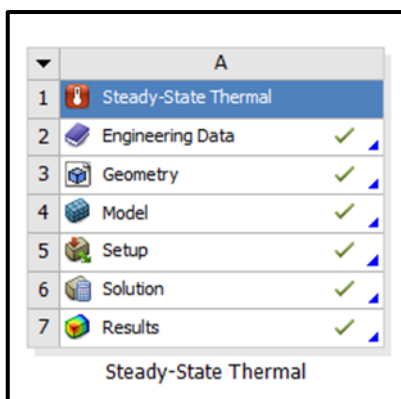 A
1 Steady-State Thermal
2 Engineering Data
3 Geometry
4 Model
5 Setup
6 Solution
7 Results
Steady-State Thermal